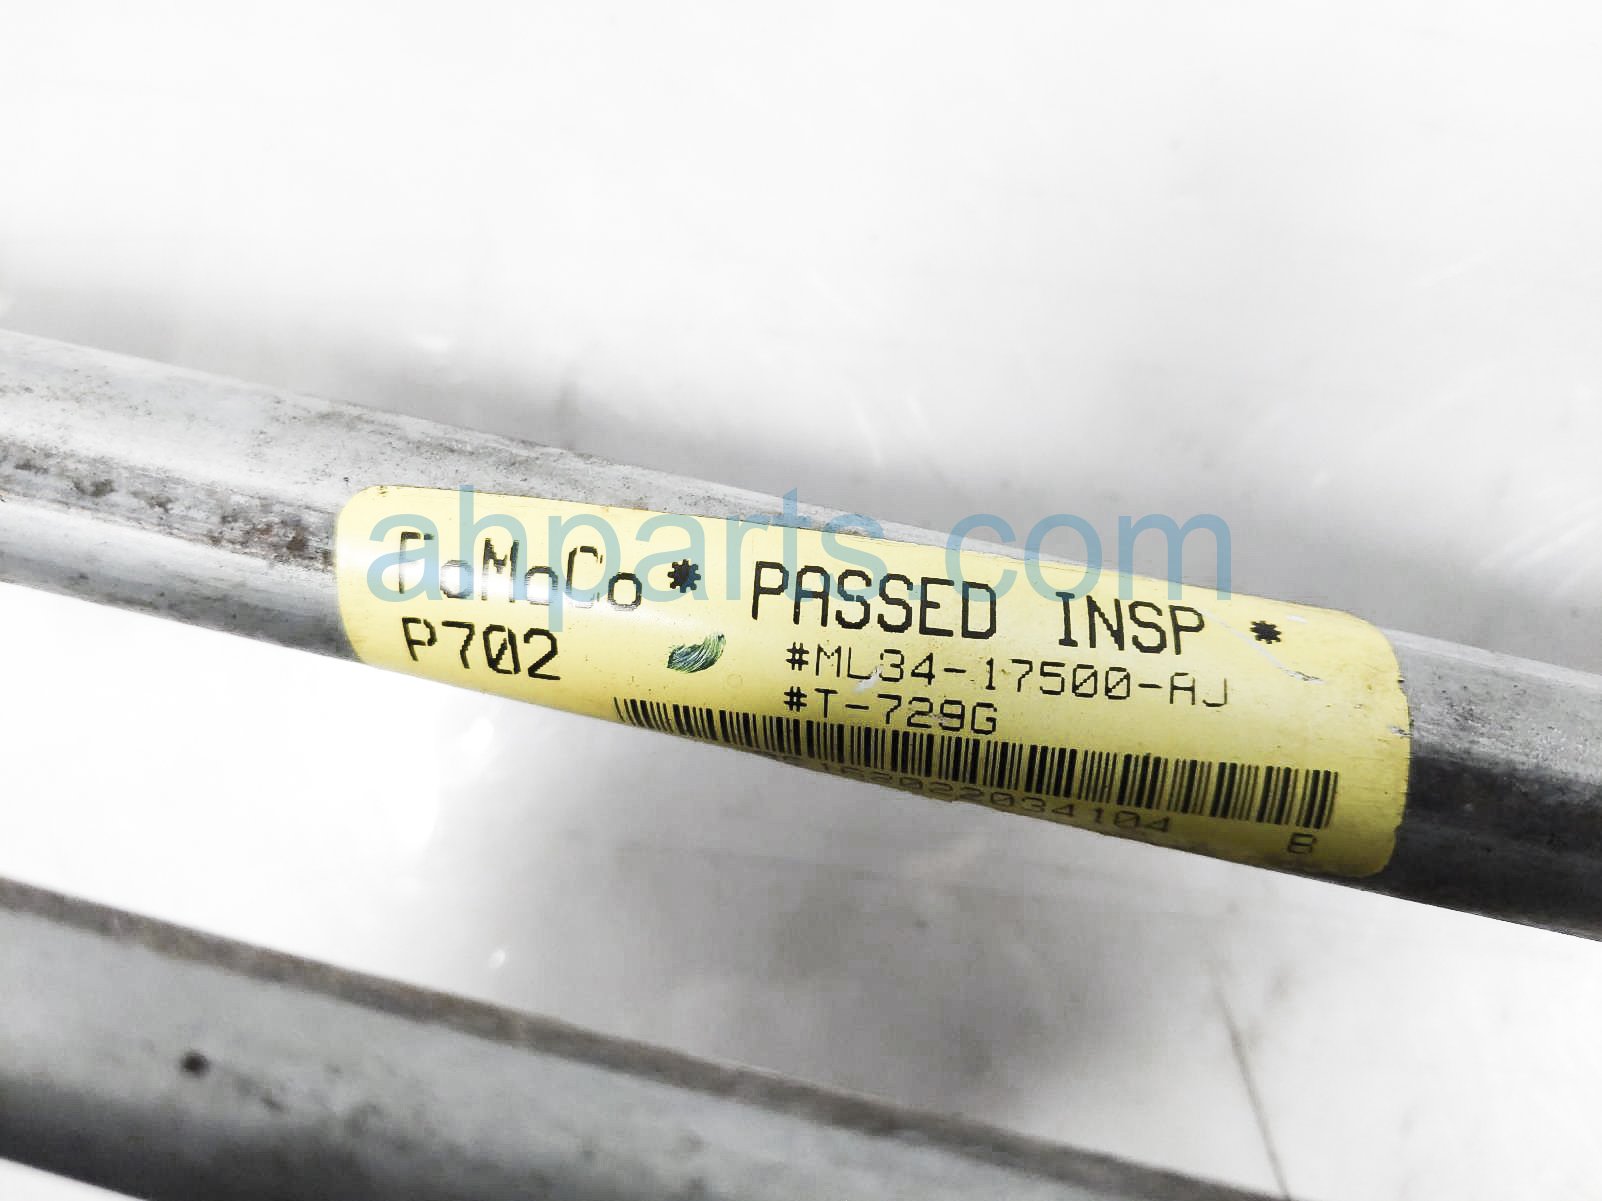 ahparts.com
FoMoCo* PASSED INSP *
P702 #ML34-17500-AJ
#T-729G
B